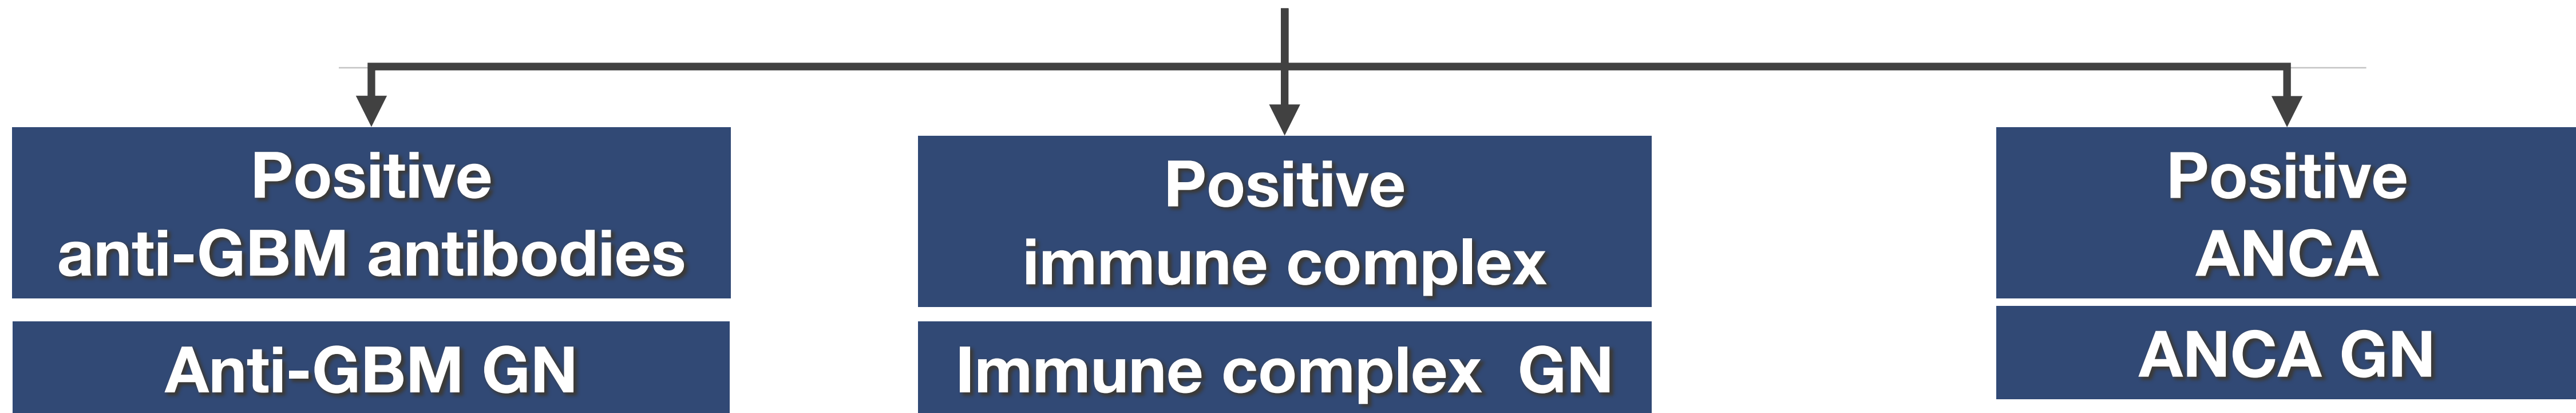 Positive
anti-GBM antibodies
Anti-GBM GN
Positive
immune complex
Immune complex  GN
Positive
ANCA
ANCA GN